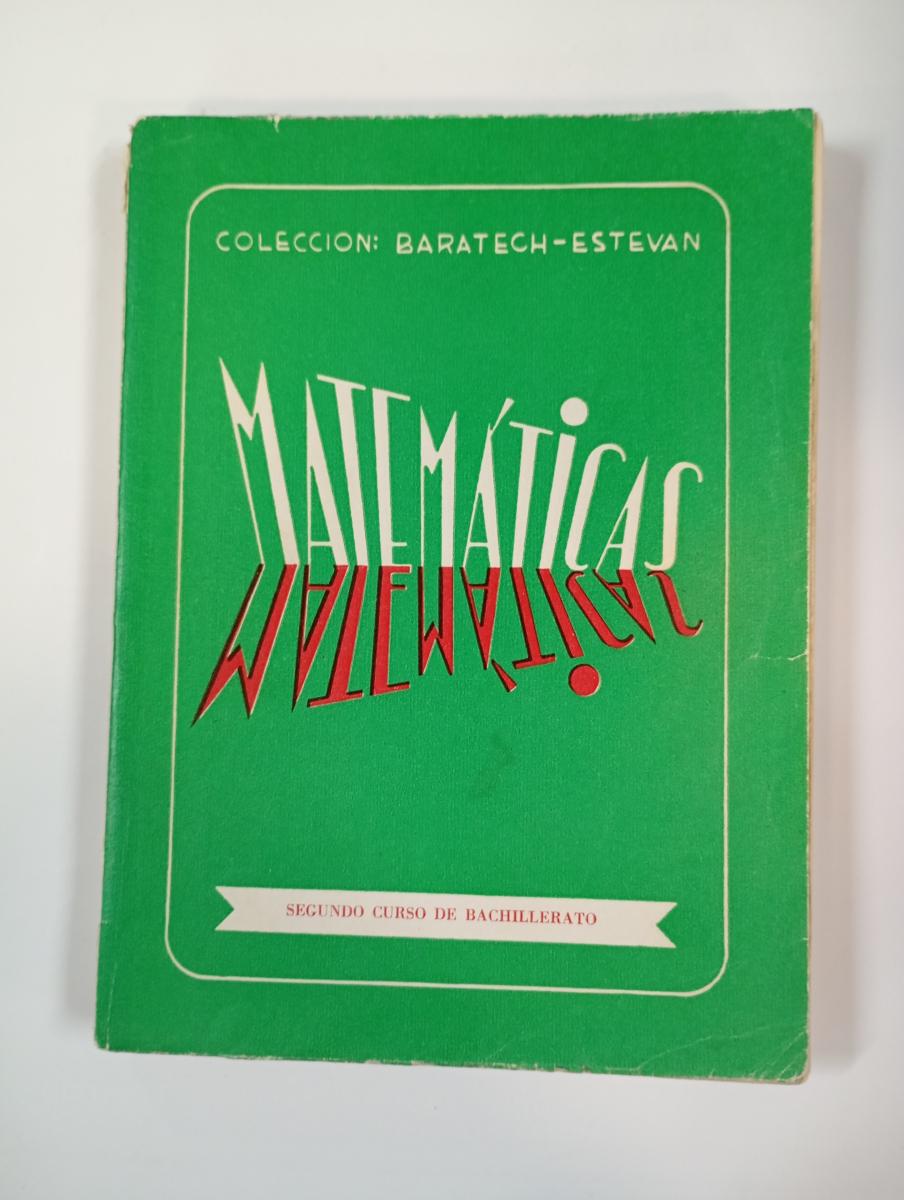 COLECCION: BARATECH-ESTEVAN
MATEMÁTICAS
MATEMÁTICAS
SEGUNDO CURSO DE BACHILLERATO